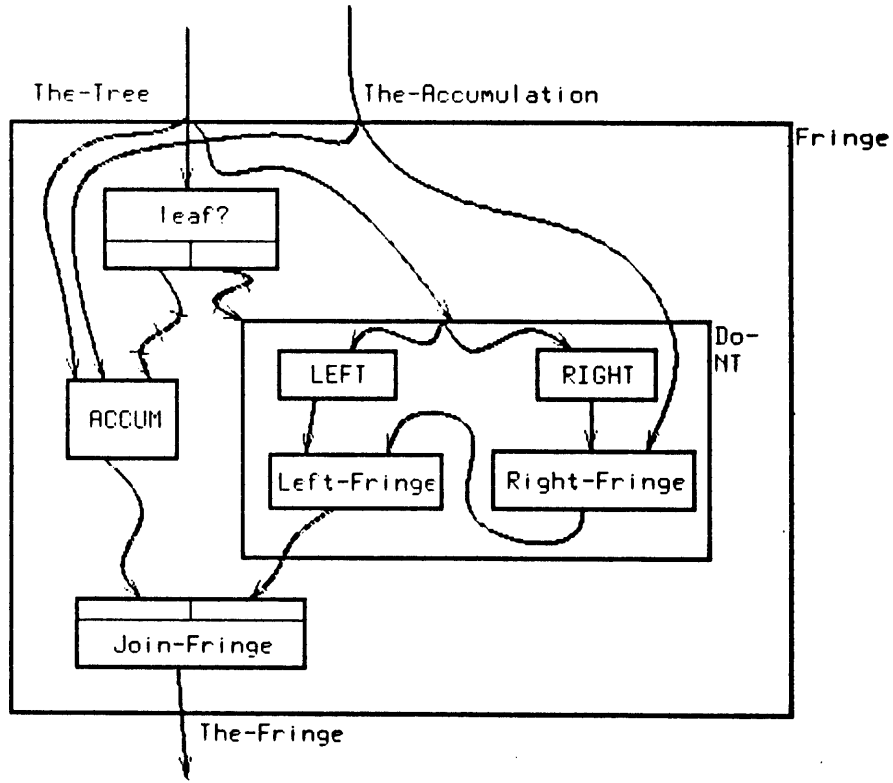 The-Tree
The-Accumulation
Fringe
leaf?
Do-
NT
LEFT
RIGHT
ACCUM
Left-Fringe
Right-Fringe
Join-Fringe
The-Fringe